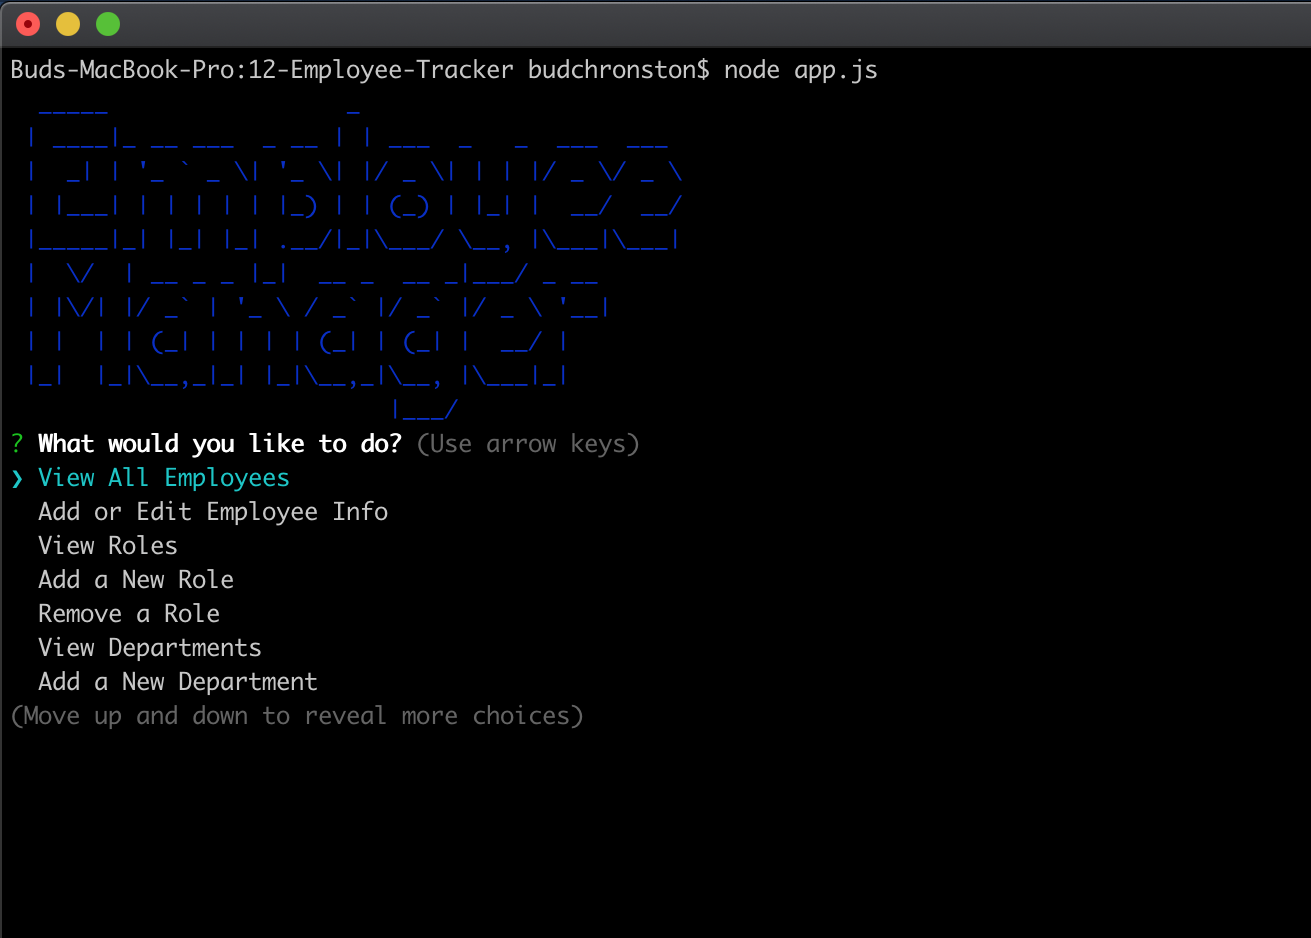 Buds-MacBook-Pro:12-Employee-Tracker budchronston$ node app.js
Employee
Manager
? What would you like to do? (Use arrow keys)
❯ View All Employees
Add or Edit Employee Info
View Roles
Add a New Role
Remove a Role
View Departments
Add a New Department
(Move up and down to reveal more choices)